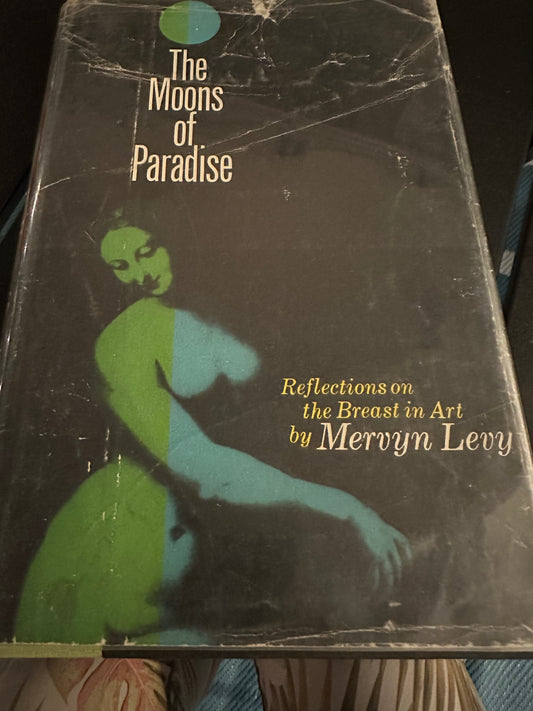 The
Moons
of
Paradise
Reflections on
the Breast in Art
by Mervyn Levy